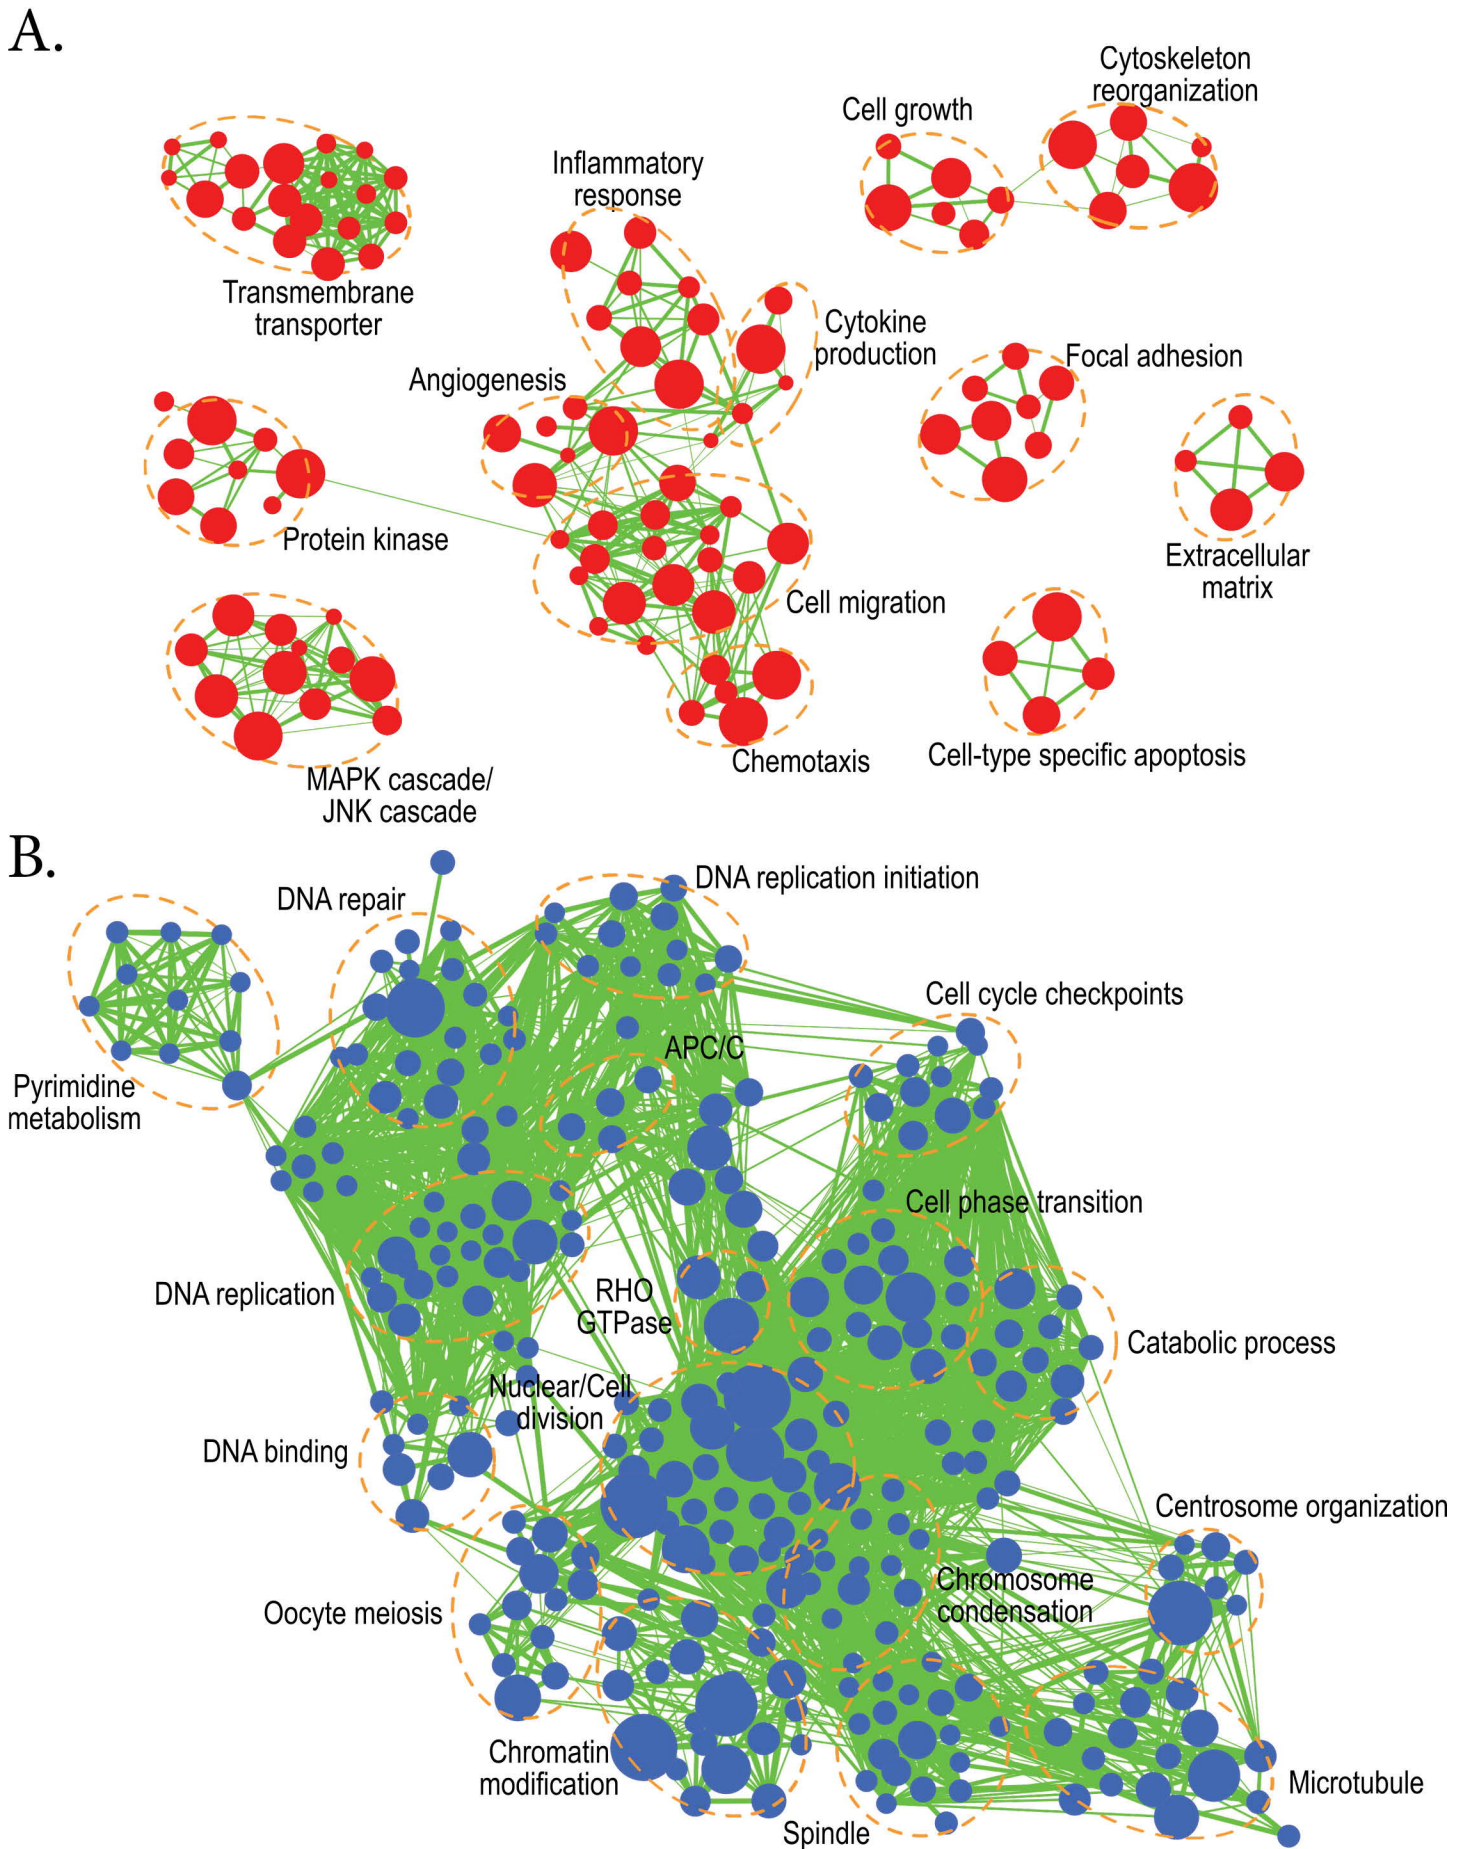 A.
Cytoskeleton
reorganization
Cell growth
Inflammatory
response
Transmembrane
transporter
Cytokine
production
Focal adhesion
Angiogenesis
Protein kinase
Extracellular
matrix
Cell migration
Cell-type specific apoptosis
Chemotaxis
MAPK cascade/
JNK cascade
B.
DNA repair
DNA replication initiation
Cell cycle checkpoints
APC/C
Pyrimidine
metabolism
Cell phase transition
DNA replication
RHO
GTPase
Catabolic process
Nuclear/Cell
division
DNA binding
Centrosome organization
Chromosome
condensation
Oocyte meiosis
Chromatin
modification
Microtubule
Spindle